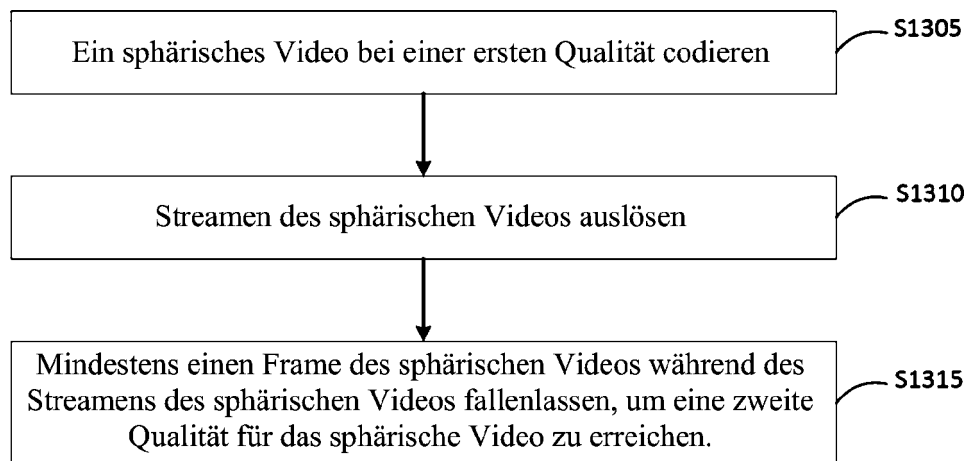 Ein sphärisches Video bei einer ersten Qualität codieren
S1305
Streamen des sphärischen Videos auslösen
S1310
Mindestens einen Frame des sphärischen Videos während des
Streamens des sphärischen Videos fallenlassen, um eine zweite
Qualität für das sphärische Video zu erreichen.
S1315